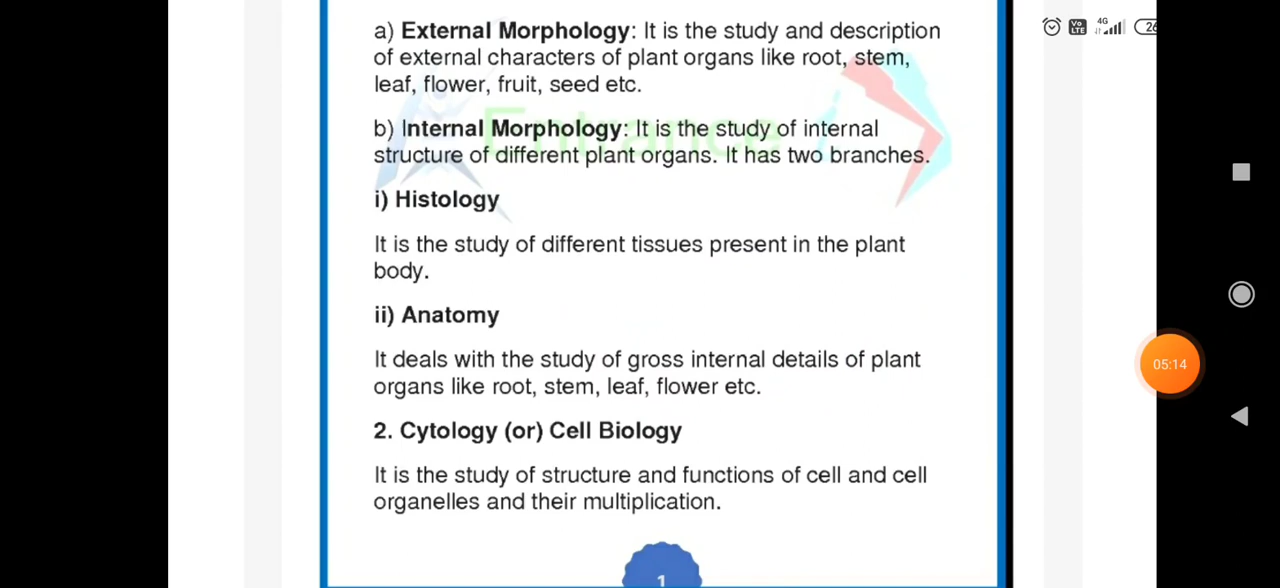 a) External Morphology: It is the study and description
of external characters of plant organs like root, stem,
leaf, flower, fruit, seed etc.
b) Internal Morphology: It is the study of internal
structure of different plant organs. It has two branches.
i) Histology
It is the study of different tissues present in the plant
body.
ii) Anatomy
It deals with the study of gross internal details of plant
organs like root, stem, leaf, flower etc.
2. Cytology (or) Cell Biology
It is the study of structure and functions of cell and cell
organelles and their multiplication.
1
Entrance
Vo LTE 4G 26
05:14